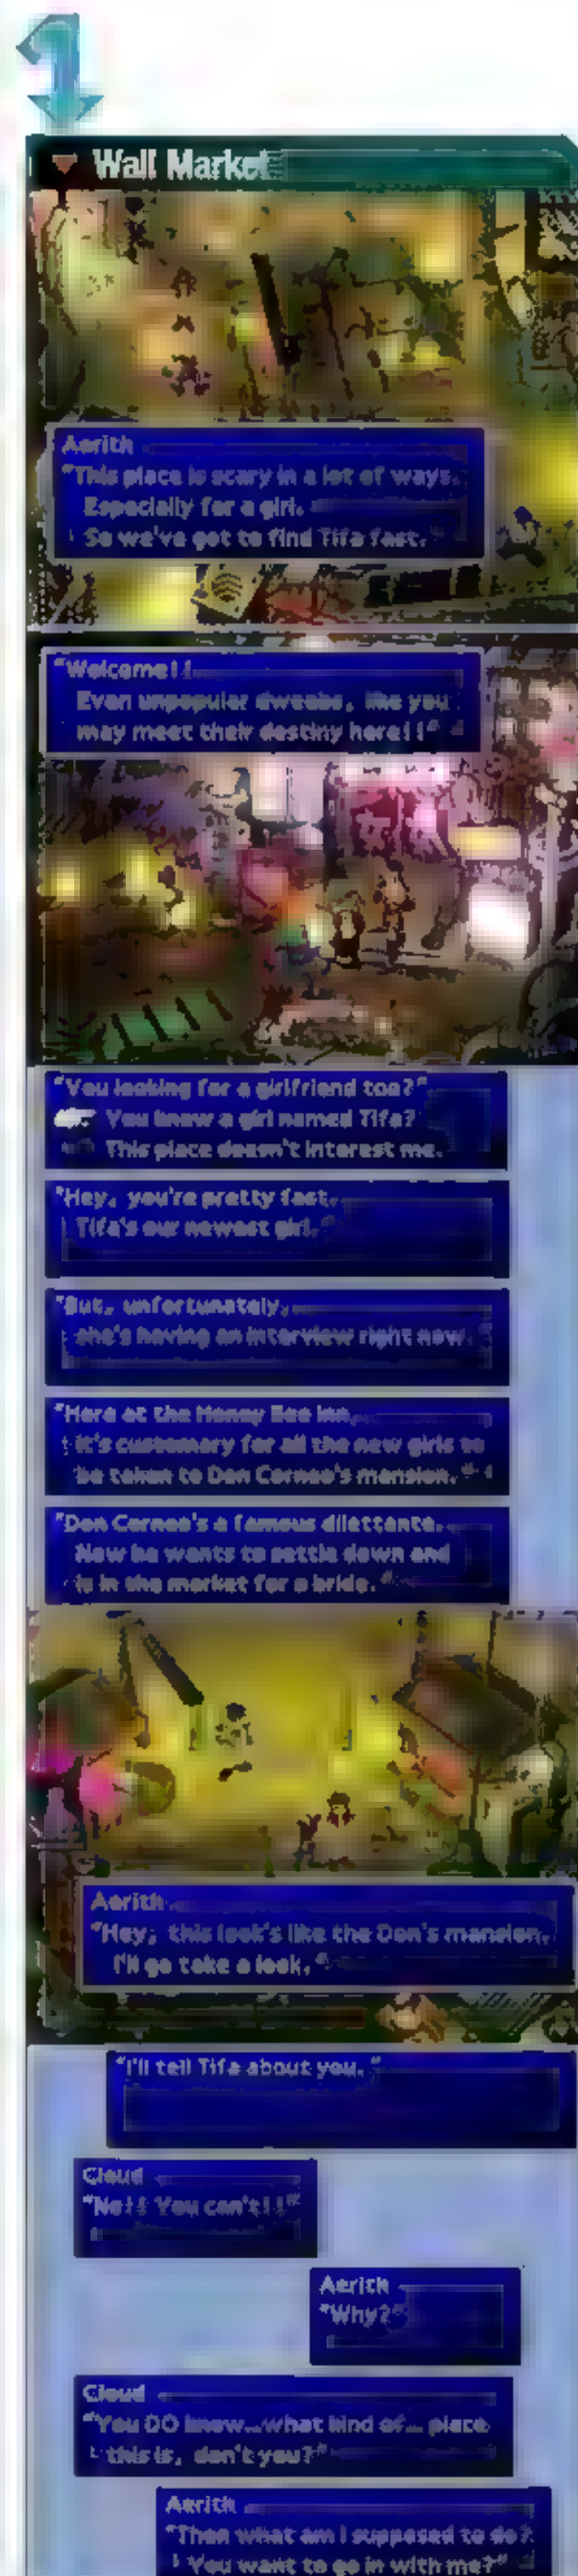 1
Wall Market
Aerith
"This place is scary in a lot of ways.
Especially for a girl.
So we've got to find Tifa fast."
"Welcome!!
Even unpopular dweebs, like you
may meet their destiny here!!"
"You looking for a girlfriend too?"
You know a girl named Tifa?
This place doesn't interest me.
"Hey, you're pretty fast.
Tifa's our newest girl."
"But, unfortunately,
she's having an interview right now.
"Here at the Honey Bee Inn,
it's customary for all the new girls to
be taken to Don Corneo's mansion."
"Don Corneo's a famous dilettante.
Now he wants to settle down and
is in the market for a bride."
Aerith
"Hey, this look's like the Don's mansion.
I'll go take a look,"
"I'll tell Tifa about you."
Cloud
"No!! You can't!!"
Aerith
"Why?"
Cloud
"You DO know...what kind of... place
this is, don't you?"
Aerith
"Then what am I supposed to do?
You want to go in with me?"